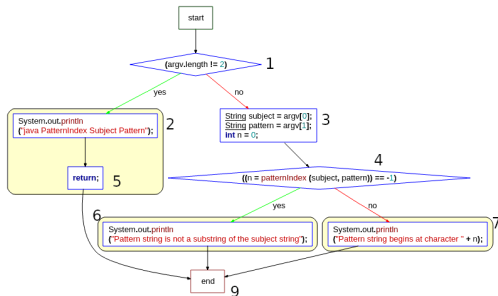 start
(argv.length != 2)
1
yes
no
System.out.println
("java PatternIndex Subject Pattern");
2
String subject = argv[0];
String pattern = argv[1];
int n = 0;
3
return;
5
4
((n = patternIndex (subject, pattern)) == -1)
yes
no
6
System.out.println
("Pattern string is not a substring of the subject string");
7
System.out.println
("Pattern string begins at character " + n);
end
9